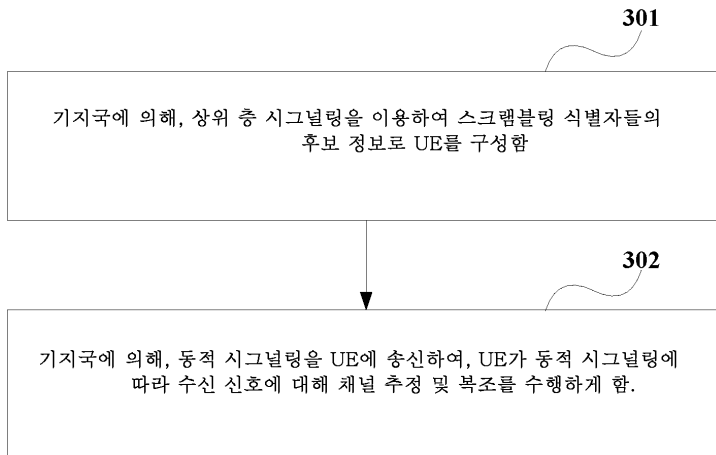 301
기지국에 의해, 상위 층 시그널링을 이용하여 스크램블링 식별자들의
후보 정보로 UE를 구성함
302
기지국에 의해, 동적 시그널링을 UE에 송신하여, UE가 동적 시그널링에
따라 수신 신호에 대해 채널 추정 및 복조를 수행하게 함.